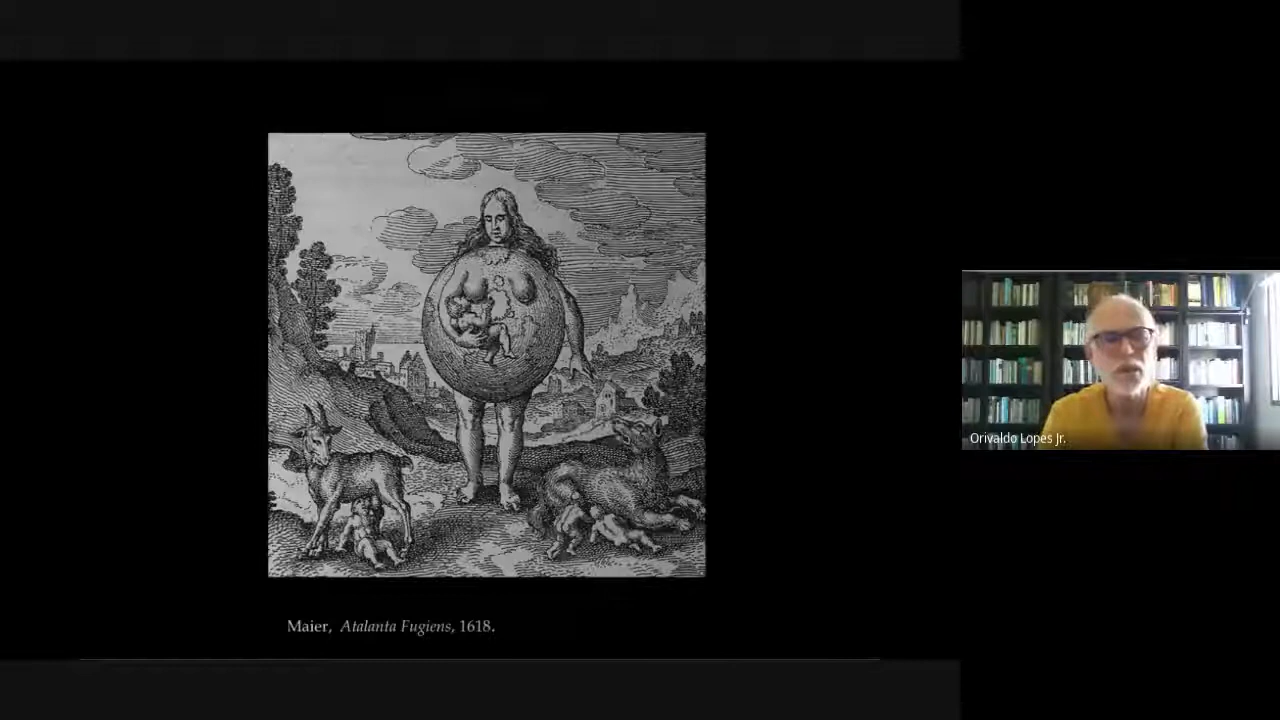 Maier, Atalanta Fugiens, 1618.
Orivaldo Lopes Jr.